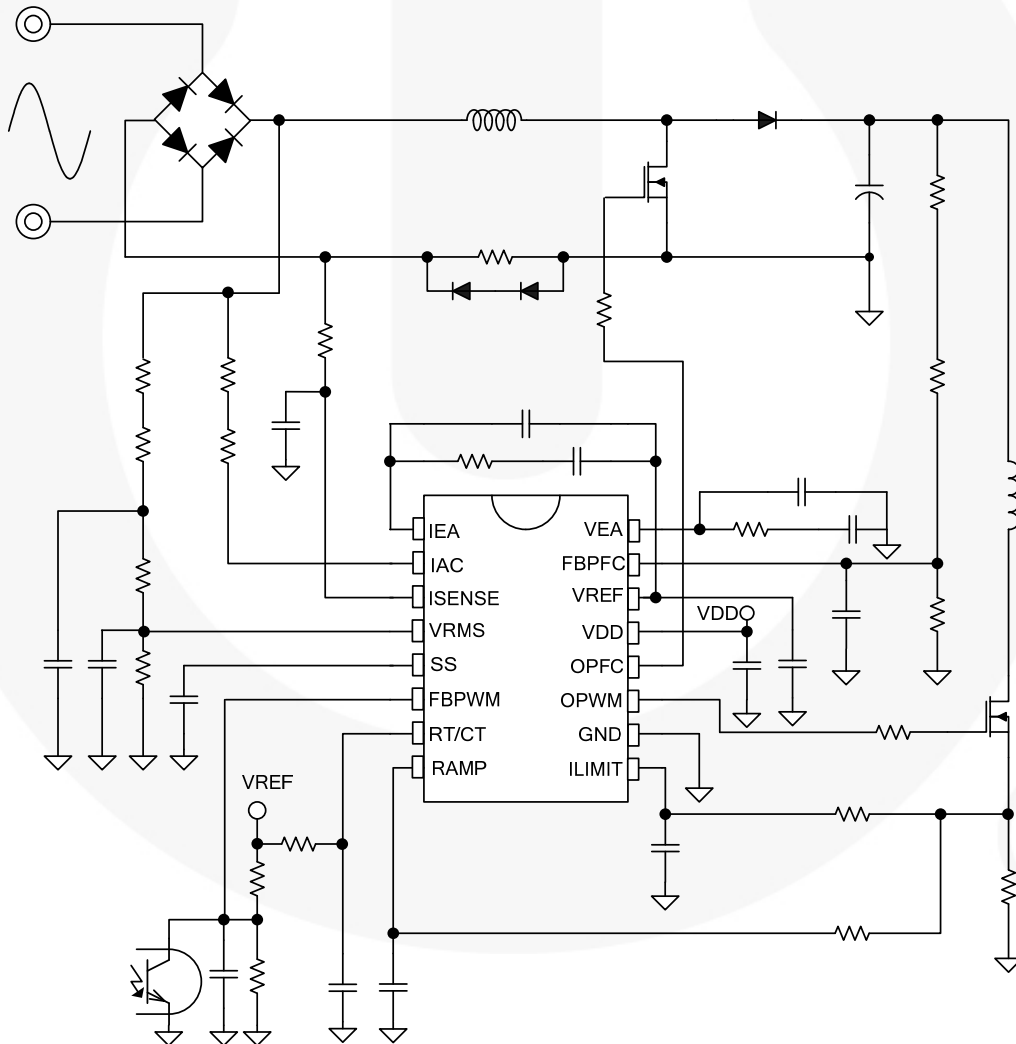 IEA
IAC
ISENSE
VRMS
SS
FBPWM
RT/CT
RAMP
VEA
FBPFC
VREF
VDD
OPFC
OPWM
GND
ILIMIT
VDD
VREF